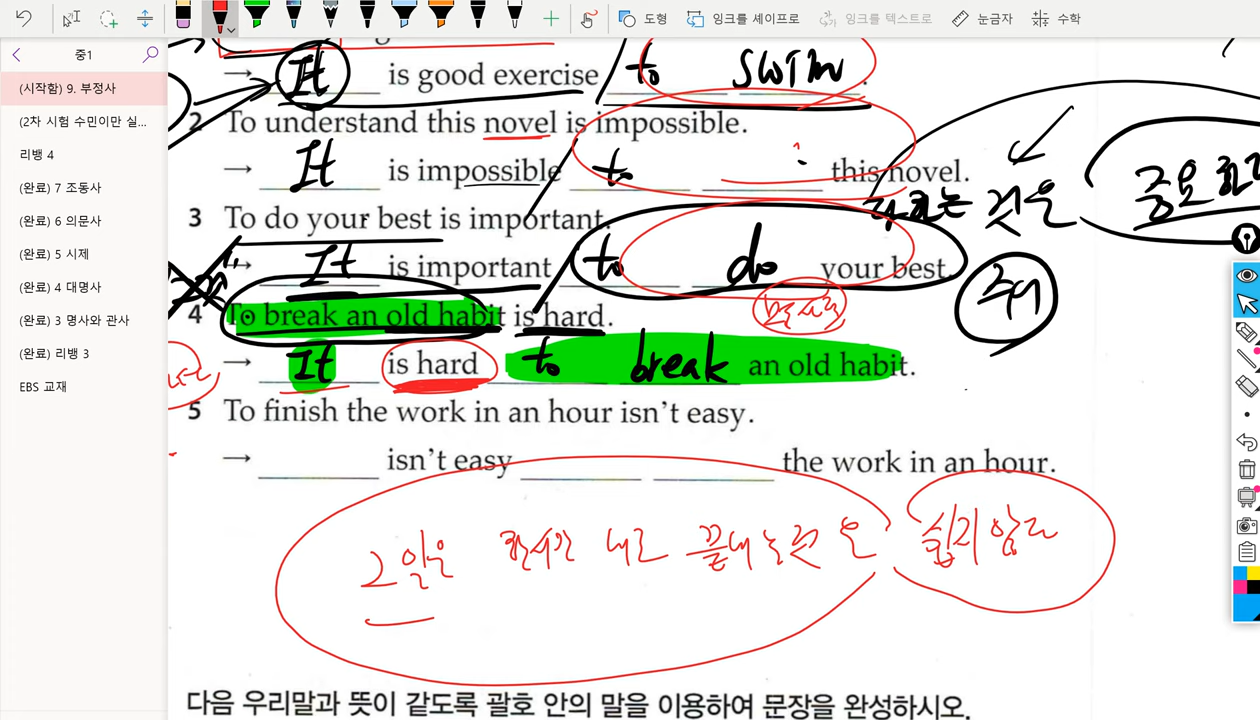 도형 잉크를 셰이프로 잉크를 텍스트로 눈금자 수학
중1
(시작함) 9. 부정사
(2차 시험 수민이만 실...
리뱅 4
(완료) 7 조동사
(완료) 6 의문사
(완료) 5 시제
(완료) 4 대명사
(완료) 3 명사와 관사
(완료) 리뱅 3
EBS 교재
→ It is good exercise to swim.
2 To understand this novel is impossible.
→ It is impossible to this novel.
것은
3 To do your best is important.
→ It is important to do your best.
주어
4 To break an old habit is hard.
→ It is hard to break an old habit.
5 To finish the work in an hour isn't easy.
→ isn't easy the work in an hour.
그 일을 한시간 내로 끝내는것은 쉽지 않다
다음 우리말과 뜻이 같도록 괄호 안의 말을 이용하여 문장을 완성하시오.